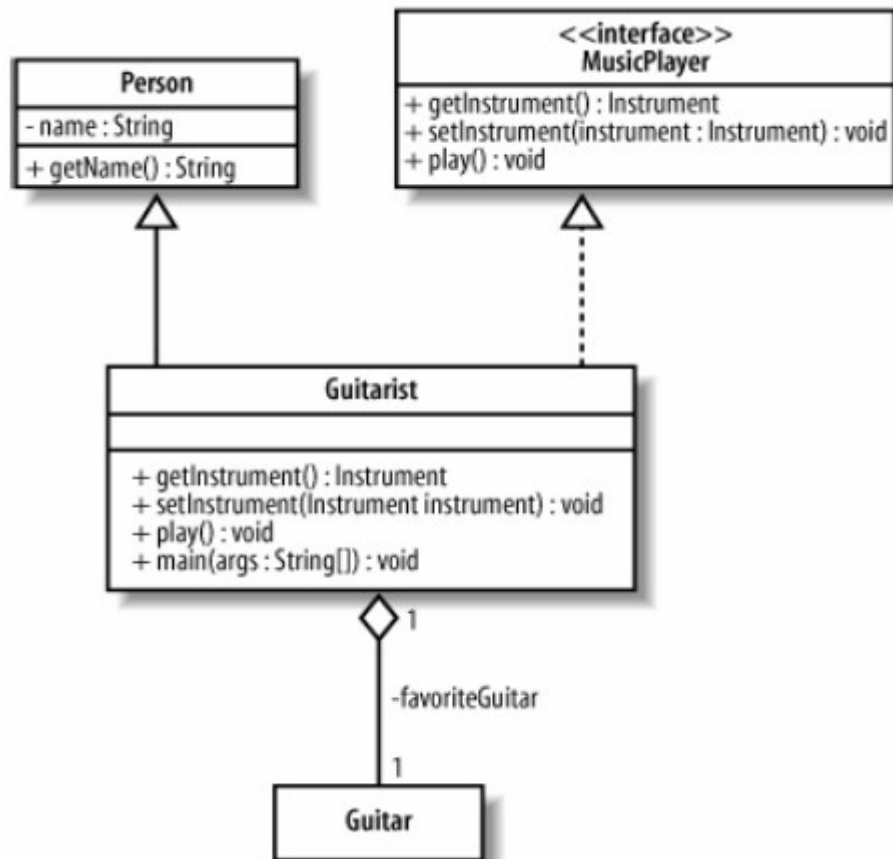 Person
- name : String
+ getName() : String
<<interface>>
MusicPlayer
+ getInstrument() : Instrument
+ setInstrument(instrument : Instrument) : void
+ play() : void
Guitarist
+ getInstrument() : Instrument
+ setInstrument(Instrument instrument) : void
+ play() : void
+ main(args : String[]) : void
1
-favoriteGuitar
1
Guitar